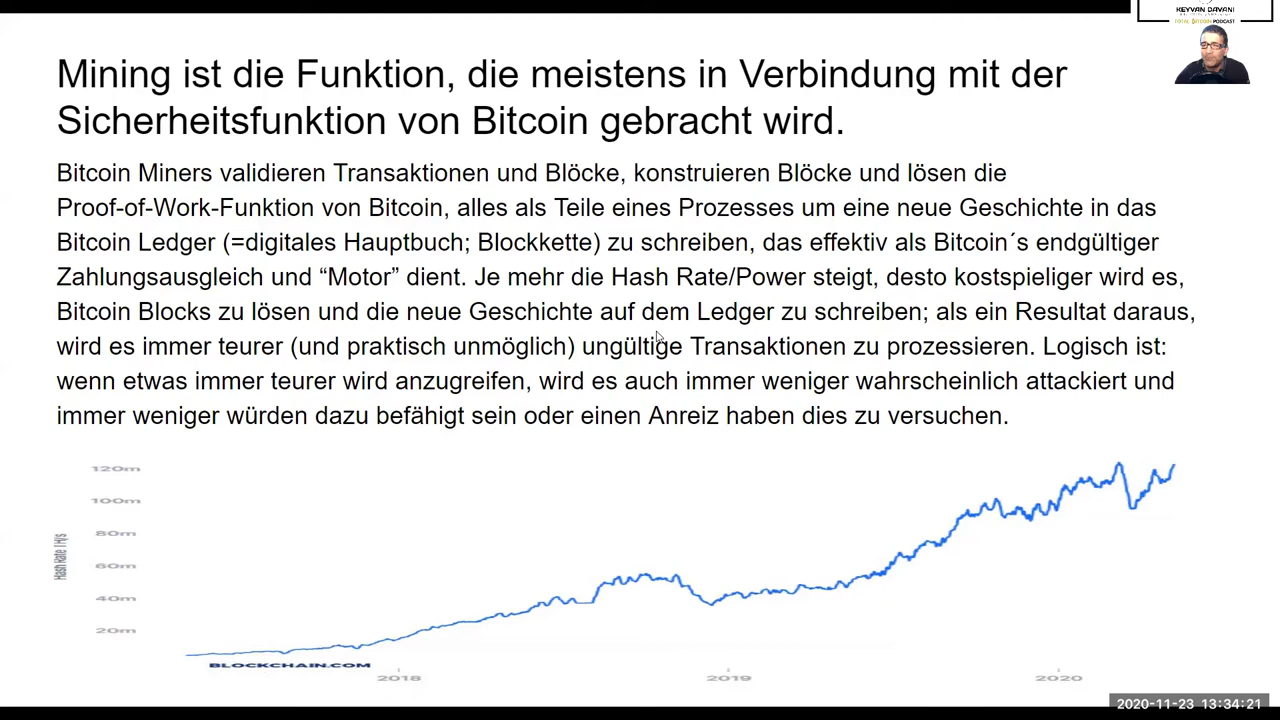 KEYVAN DAVANI
TOTAL BITCOIN PODCAST
Mining ist die Funktion, die meistens in Verbindung mit der
Sicherheitsfunktion von Bitcoin gebracht wird.
Bitcoin Miners validieren Transaktionen und Blöcke, konstruieren Blöcke und lösen die
Proof-of-Work-Funktion von Bitcoin, alles als Teile eines Prozesses um eine neue Geschichte in das
Bitcoin Ledger (=digitales Hauptbuch; Blockkette) zu schreiben, das effektiv als Bitcoin´s endgültiger
Zahlungsausgleich und “Motor” dient. Je mehr die Hash Rate/Power steigt, desto kostspieliger wird es,
Bitcoin Blocks zu lösen und die neue Geschichte auf dem Ledger zu schreiben; als ein Resultat daraus,
wird es immer teurer (und praktisch unmöglich) ungültige Transaktionen zu prozessieren. Logisch ist:
wenn etwas immer teurer wird anzugreifen, wird es auch immer weniger wahrscheinlich attackiert und
immer weniger würden dazu befähigt sein oder einen Anreiz haben dies zu versuchen.
120m
100m
80m
60m
40m
20m
Hash Rate TH/s
BLOCKCHAIN.COM
2018
2019
2020
2020-11-23 13:34:21